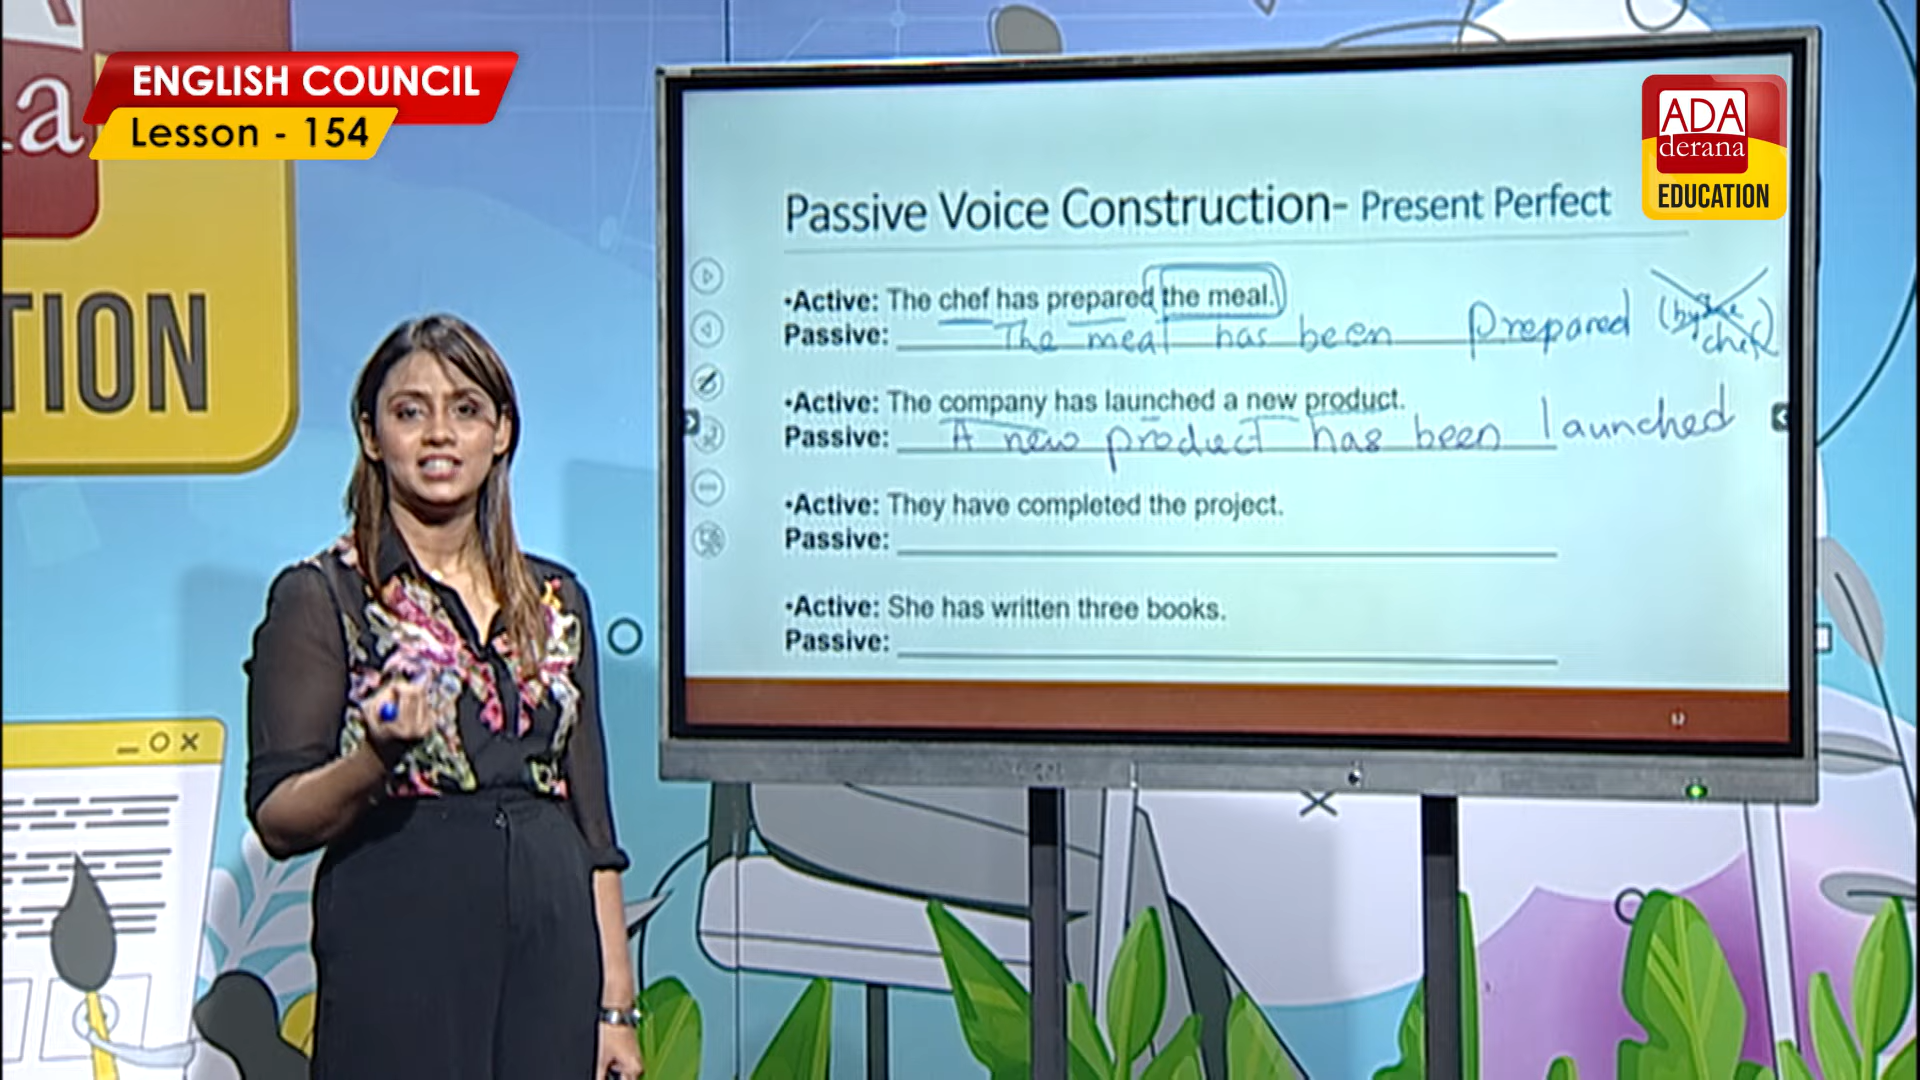 ENGLISH COUNCIL
Lesson - 154
ADA
derana
EDUCATION
a
TION
Passive Voice Construction- Present Perfect
•Active: The chef has prepared the meal.
Passive: The meal has been prepared (by the chef)
•Active: The company has launched a new product.
Passive: A new product has been launched
•Active: They have completed the project.
Passive:
•Active: She has written three books.
Passive: